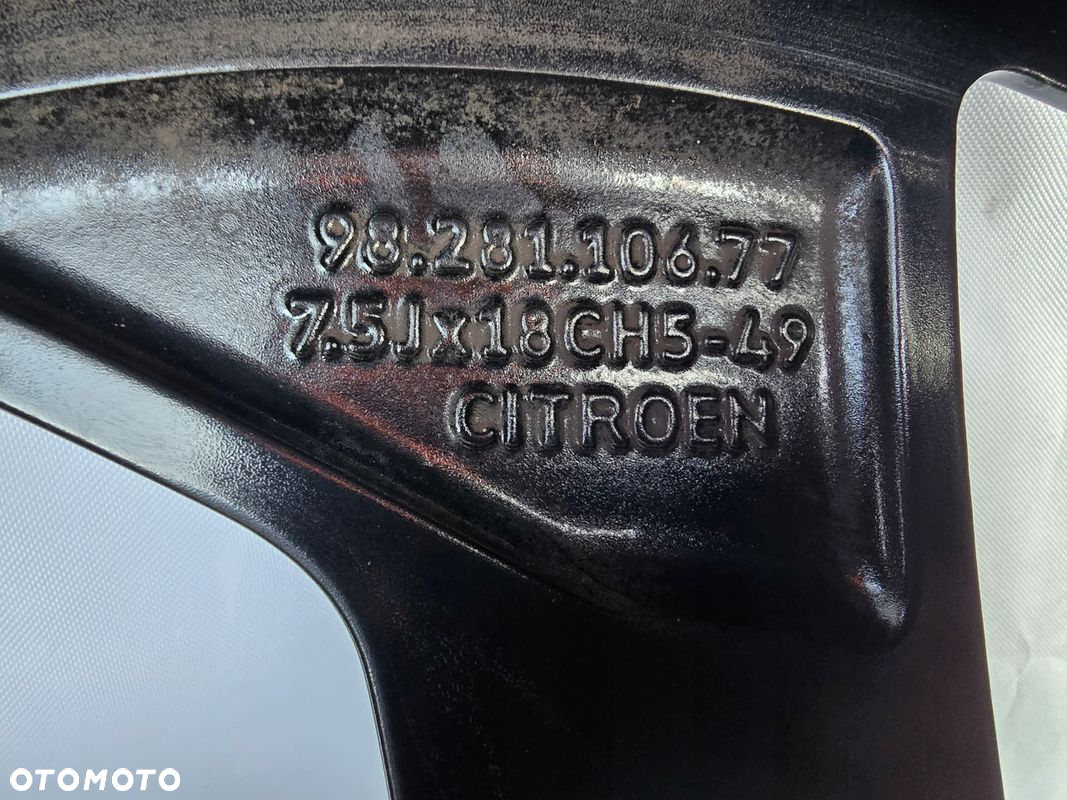 98.281.106.77
7.5Jx18CH5-49
CITROEN
OTOMOTO